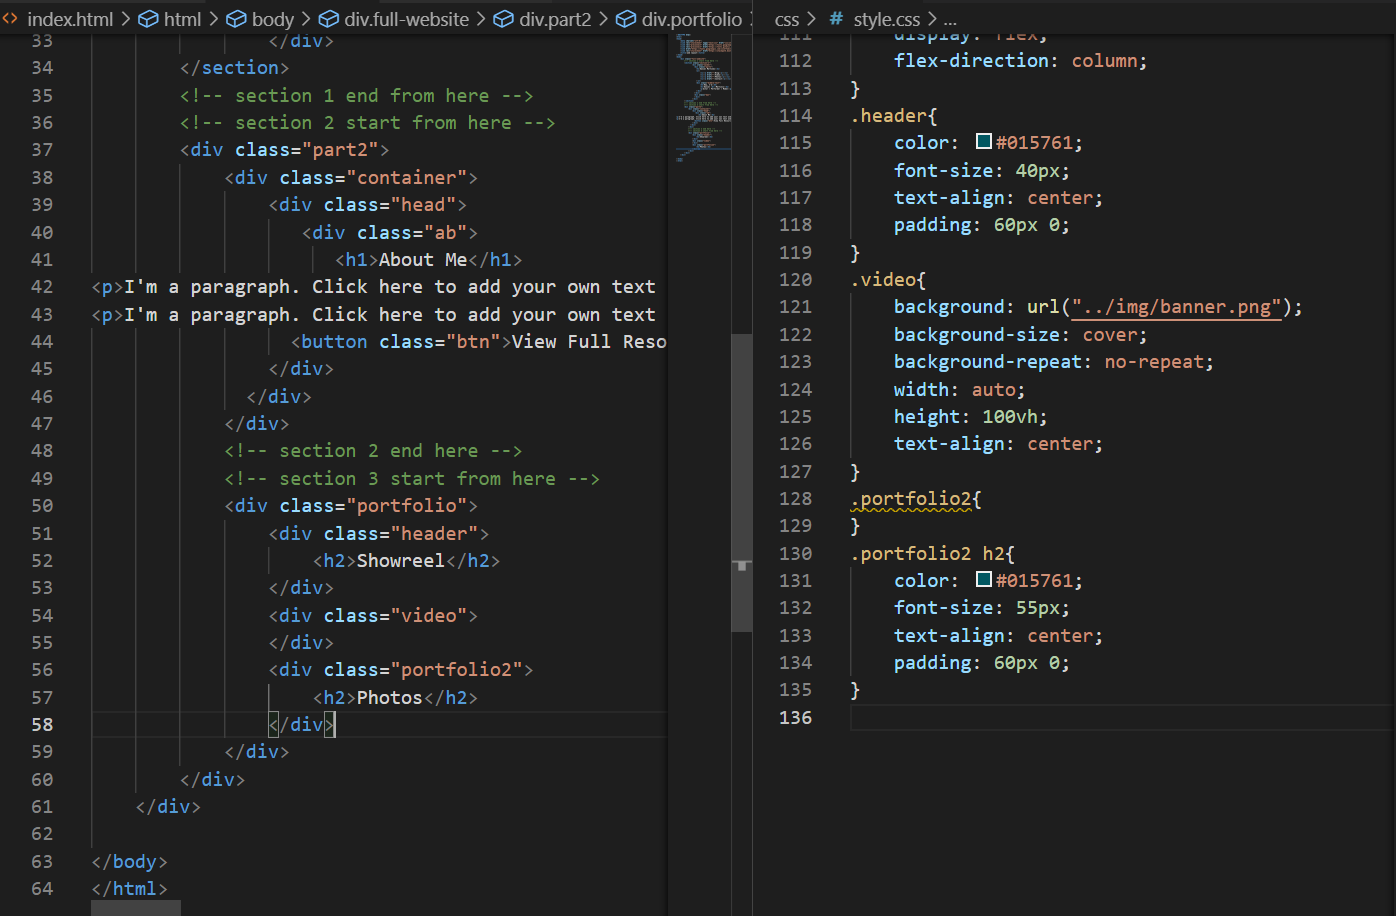 index.html > html > body > div.full-website > div.part2 > div.portfolio
33 </div>
34 </section>
35 <!-- section 1 end from here -->
36 <!-- section 2 start from here -->
37 <div class="part2">
38 <div class="container">
39 <div class="head">
40 <div class="ab">
41 <h1>About Me</h1>
42 <p>I'm a paragraph. Click here to add your own text
43 <p>I'm a paragraph. Click here to add your own text
44 <button class="btn">View Full Reso
45 </div>
46 </div>
47 </div>
48 <!-- section 2 end here -->
49 <!-- section 3 start from here -->
50 <div class="portfolio">
51 <div class="header">
52 <h2>Showreel</h2>
53 </div>
54 <div class="video">
55 </div>
56 <div class="portfolio2">
57 <h2>Photos</h2>
58 </div>
59 </div>
60 </div>
61 </div>
62
63 </body>
64 </html>
css > # style.css > ...
111 display: flex;
112 flex-direction: column;
113 }
114 .header{
115 color: #015761;
116 font-size: 40px;
117 text-align: center;
118 padding: 60px 0;
119 }
120 .video{
121 background: url("../img/banner.png");
122 background-size: cover;
123 background-repeat: no-repeat;
124 width: auto;
125 height: 100vh;
126 text-align: center;
127 }
128 .portfolio2{
129 }
130 .portfolio2 h2{
131 color: #015761;
132 font-size: 55px;
133 text-align: center;
134 padding: 60px 0;
135 }
136